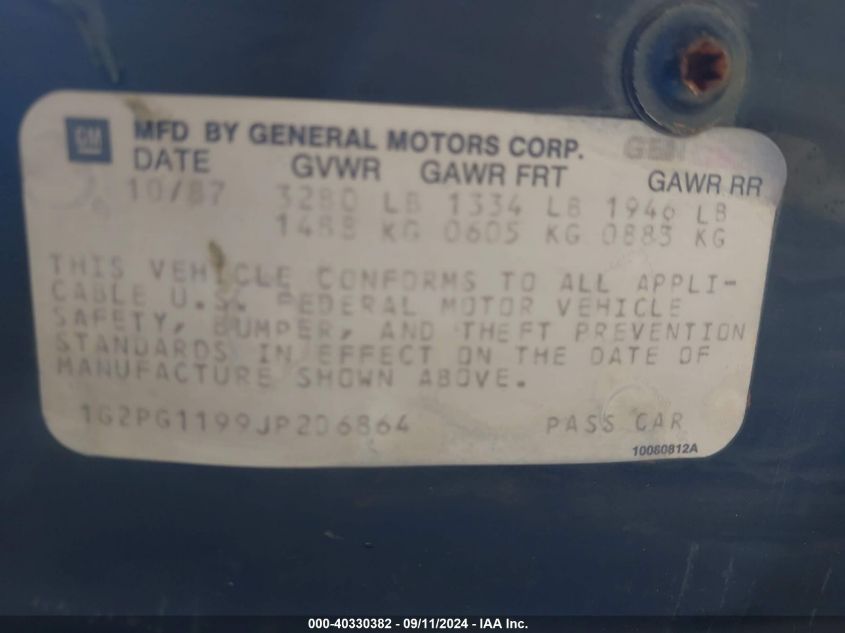 GM MFD BY GENERAL MOTORS CORP. GEN
DATE GVWR GAWR FRT GAWR RR
10/87 3280 LB 1334 LB 1946 LB
1488 KG 0605 KG 0883 KG
THIS VEHICLE CONFORMS TO ALL APPLI-
CABLE U.S. FEDERAL MOTOR VEHICLE
SAFETY, BUMPER, AND THEFT PREVENTION
STANDARDS IN EFFECT ON THE DATE OF
MANUFACTURE SHOWN ABOVE.
1G2PG1199JP206864 PASS CAR
10080812A
000-40330382 - 09/11/2024 - IAA Inc.